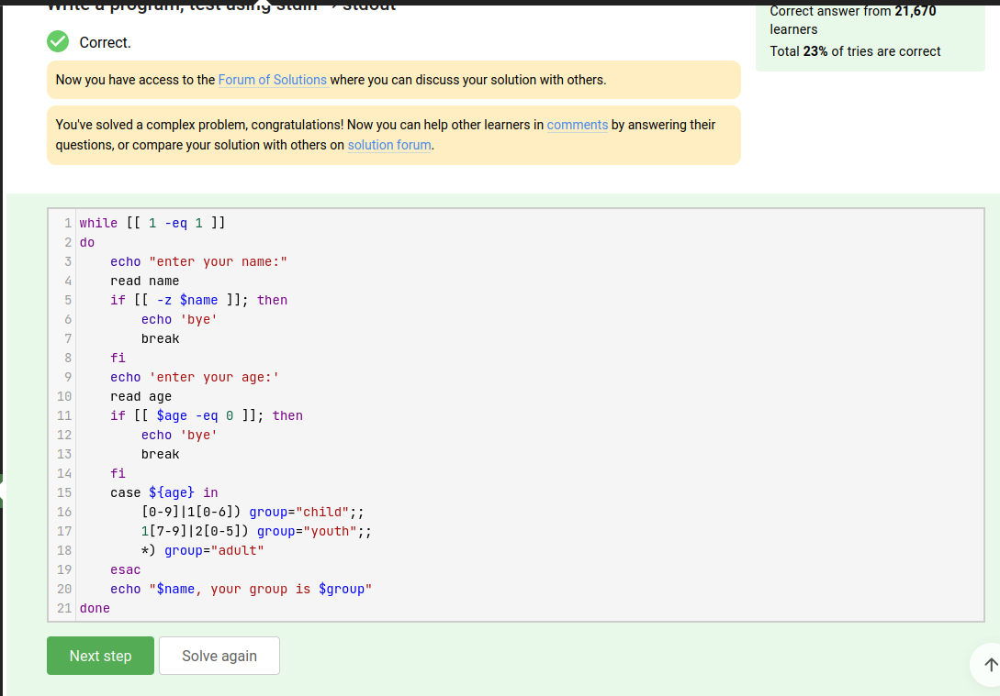 Write a program, test using stdin → stdout
Correct answer from 21,670
learners
Total 23% of tries are correct
Correct.
Now you have access to the Forum of Solutions where you can discuss your solution with others.
You've solved a complex problem, congratulations! Now you can help other learners in comments by answering their
questions, or compare your solution with others on solution forum.
1 while [[ 1 -eq 1 ]]
2 do
3     echo "enter your name:"
4     read name
5     if [[ -z $name ]]; then
6         echo 'bye'
7         break
8     fi
9     echo 'enter your age:'
10     read age
11     if [[ $age -eq 0 ]]; then
12         echo 'bye'
13         break
14     fi
15     case ${age} in
16         [0-9]|1[0-6]) group="child";;
17         1[7-9]|2[0-5]) group="youth";;
18         *) group="adult"
19     esac
20     echo "$name, your group is $group"
21 done
Next step
Solve again